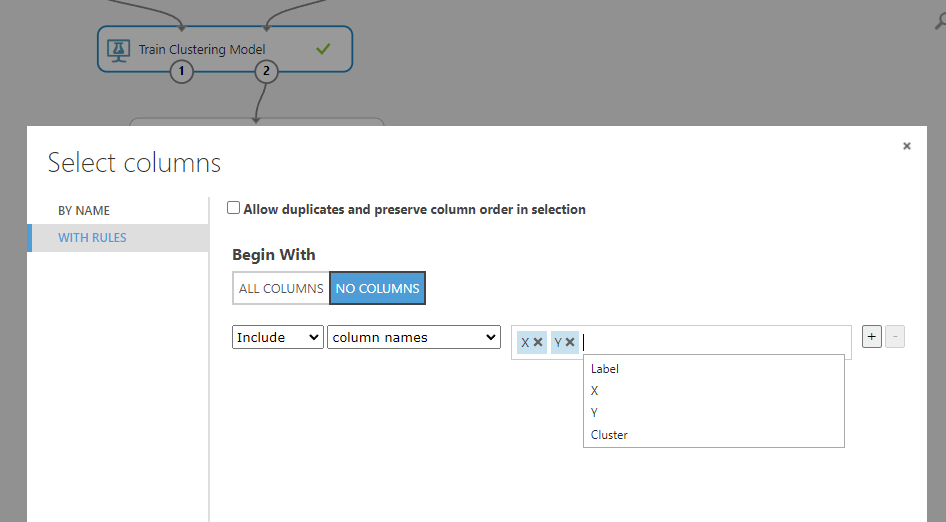 Train Clustering Model
1
2
Select columns
×
BY NAME
WITH RULES
Allow duplicates and preserve column order in selection
Begin With
ALL COLUMNS NO COLUMNS
Include column names X × Y × + -
Label
X
Y
Cluster